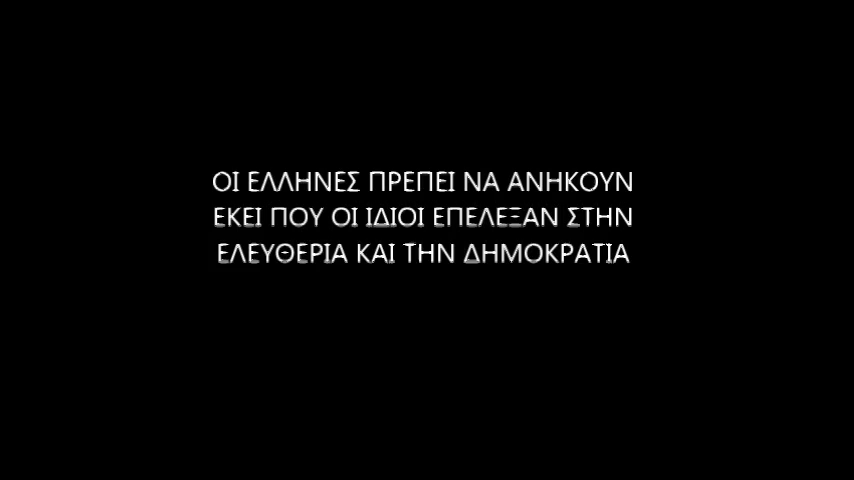 ΟΙ ΕΛΛΗΝΕΣ ΠΡΕΠΕΙ ΝΑ ΑΝΗΚΟΥΝ
ΕΚΕΙ ΠΟΥ ΟΙ ΙΔΙΟΙ ΕΠΕΛΕΞΑΝ ΣΤΗΝ
ΕΛΕΥΘΕΡΙΑ ΚΑΙ ΤΗΝ ΔΗΜΟΚΡΑΤΙΑ